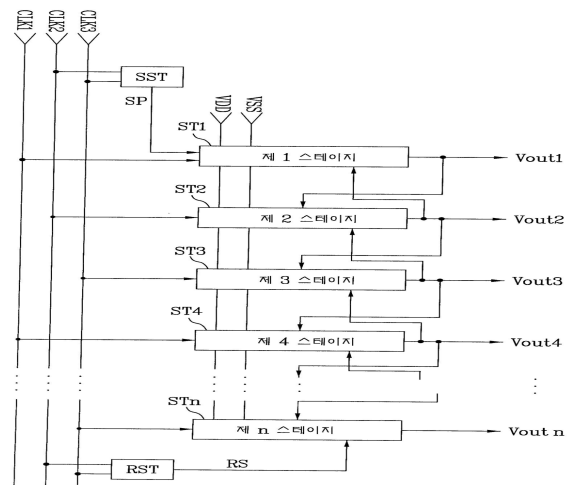 CLK1
CLK2
CLK3
SST
SP
VDD
VSS
ST1
제 1 스테이지
Vout1
ST2
제 2 스테이지
Vout2
ST3
제 3 스테이지
Vout3
ST4
제 4 스테이지
Vout4
STn
제 n 스테이지
Vout n
RST
RS